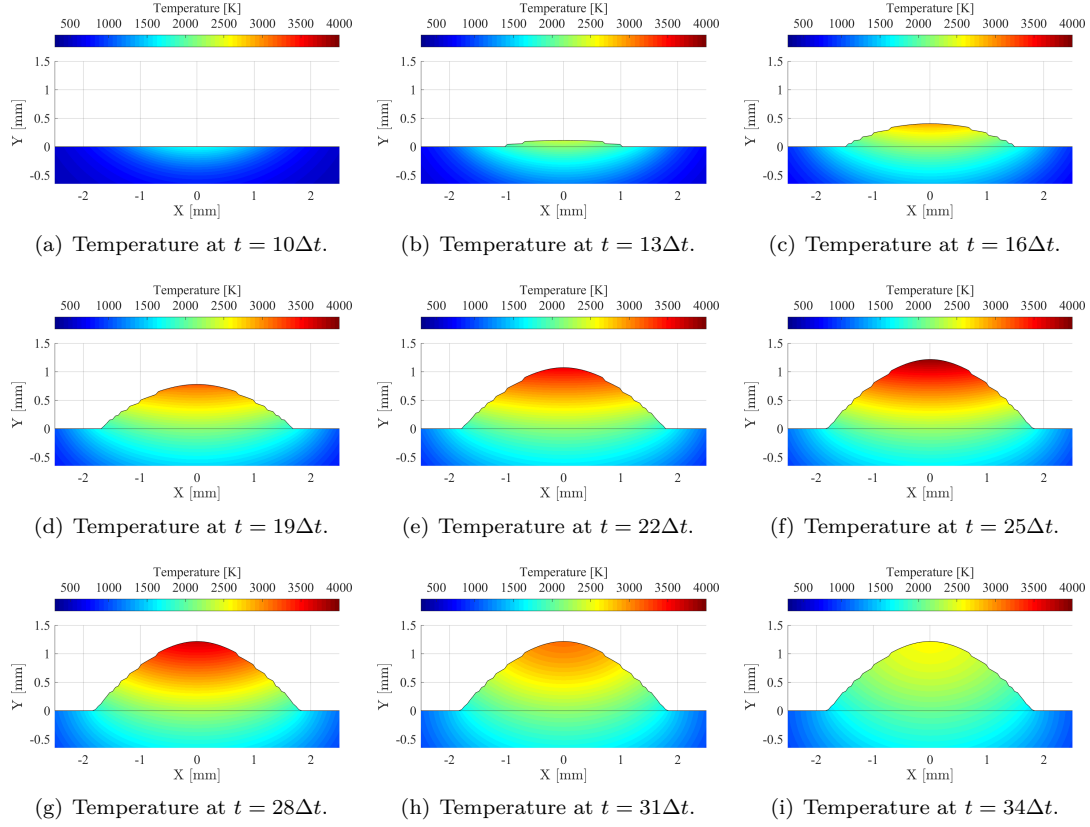 Temperature [K] Temperature [K] Temperature [K]
500 1000 1500 2000 2500 3000 3500 4000 500 1000 1500 2000 2500 3000 3500 4000 500 1000 1500 2000 2500 3000 3500 4000
1.5 1.5 1.5
1 1 1
0.5 0.5 0.5
0 0 0
-0.5 -0.5 -0.5
Y [mm] Y [mm] Y [mm]
-2 -1 0 1 2 -2 -1 0 1 2 -2 -1 0 1 2
X [mm] X [mm] X [mm]
(a) Temperature at t = 10Δt. (b) Temperature at t = 13Δt. (c) Temperature at t = 16Δt.
Temperature [K] Temperature [K] Temperature [K]
500 1000 1500 2000 2500 3000 3500 4000 500 1000 1500 2000 2500 3000 3500 4000 500 1000 1500 2000 2500 3000 3500 4000
1.5 1.5 1.5
1 1 1
0.5 0.5 0.5
0 0 0
-0.5 -0.5 -0.5
Y [mm] Y [mm] Y [mm]
-2 -1 0 1 2 -2 -1 0 1 2 -2 -1 0 1 2
X [mm] X [mm] X [mm]
(d) Temperature at t = 19Δt. (e) Temperature at t = 22Δt. (f) Temperature at t = 25Δt.
Temperature [K] Temperature [K] Temperature [K]
500 1000 1500 2000 2500 3000 3500 4000 500 1000 1500 2000 2500 3000 3500 4000 500 1000 1500 2000 2500 3000 3500 4000
1.5 1.5 1.5
1 1 1
0.5 0.5 0.5
0 0 0
-0.5 -0.5 -0.5
Y [mm] Y [mm] Y [mm]
-2 -1 0 1 2 -2 -1 0 1 2 -2 -1 0 1 2
X [mm] X [mm] X [mm]
(g) Temperature at t = 28Δt. (h) Temperature at t = 31Δt. (i) Temperature at t = 34Δt.